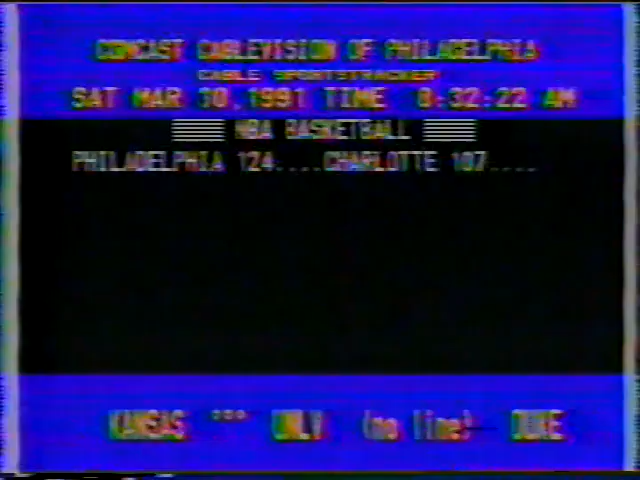 COMCAST CABLEVISION OF PHILADELPHIA
CABLE SPORTSTRACKER
SAT MAR 30,1991 TIME 8:32:22 AM
NBA BASKETBALL
PHILADELPHIA 124....CHARLOTTE 107....
KANSAS *** UNLV (no line) DUKE